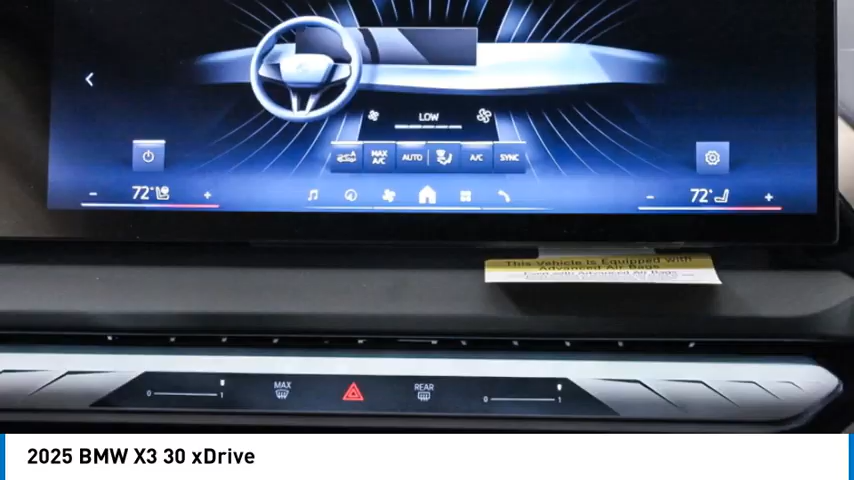 LOW
MAX A/C
AUTO
A/C
SYNC
- 72° +
- 72° +
This Vehicle is Equipped with
Advanced Air Bags
MAX
REAR
0 1
0 1
2025 BMW X3 30 xDrive